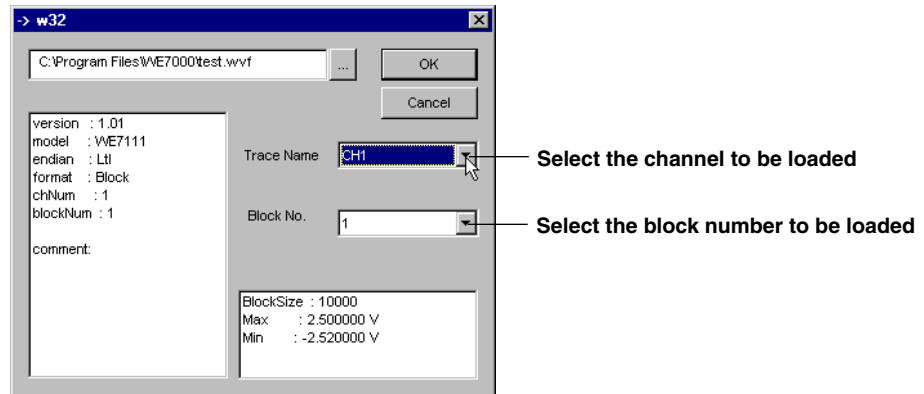 -> w32
C:\Program Files\WE7000\test.wvf
...
OK
Cancel
version : 1.01
model : WE7111
endian : Ltl
format : Block
chNum : 1
blockNum : 1
comment:
Trace Name CH1
Select the channel to be loaded
Block No. 1
Select the block number to be loaded
BlockSize : 10000
Max : 2.500000 V
Min : -2.520000 V